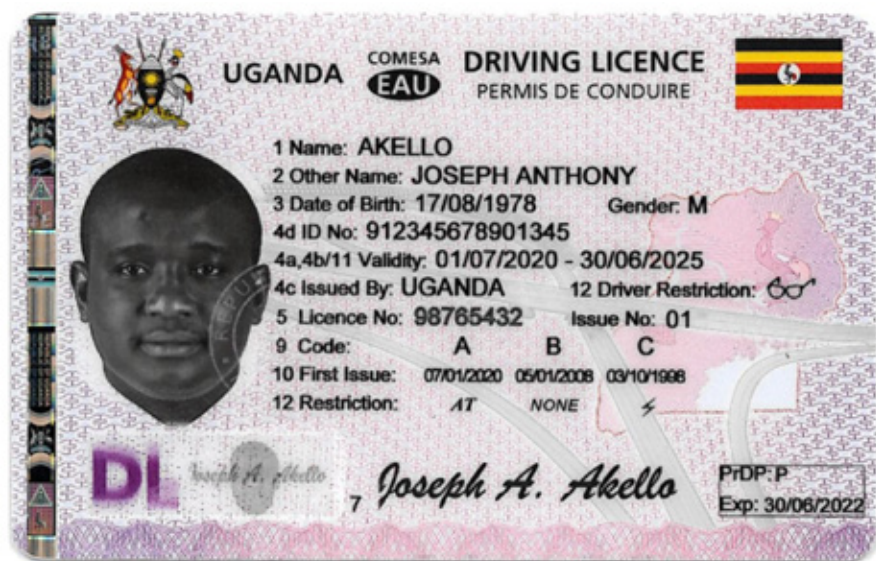 UGANDA COMESA EAU DRIVING LICENCE
PERMIS DE CONDUIRE
1 Name: AKELLO
2 Other Name: JOSEPH ANTHONY
3 Date of Birth: 17/08/1978 Gender: M
4d ID No: 912345678901345
4a,4b/11 Validity: 01/07/2020 - 30/06/2025
4c Issued By: UGANDA 12 Driver Restriction:
5 Licence No: 98765432 Issue No: 01
9 Code: A B C
10 First Issue: 07/01/2020 05/01/2008 03/10/1998
12 Restriction: AT NONE
DL Joseph A. Akello
7 Joseph A. Akello
PrDP: P
Exp: 30/06/2022